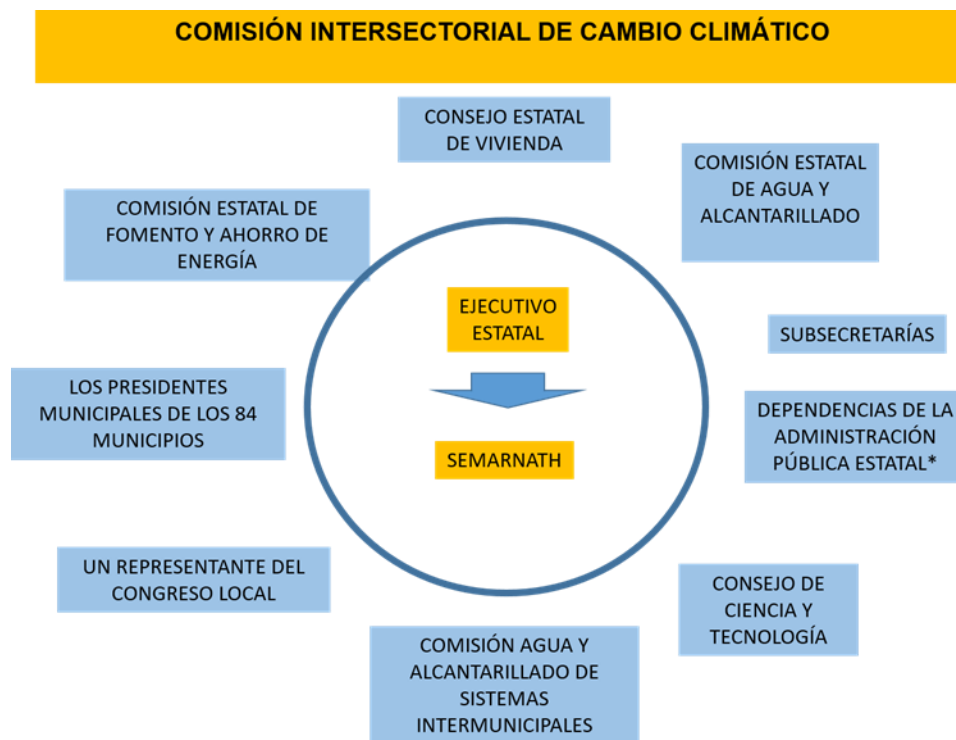 COMISIÓN INTERSECTORIAL DE CAMBIO CLIMÁTICO
CONSEJO ESTATAL
DE VIVIENDA
COMISIÓN ESTATAL
DE AGUA Y
ALCANTARILLADO
COMISIÓN ESTATAL DE
FOMENTO Y AHORRO DE
ENERGÍA
EJECUTIVO
ESTATAL
SUBSECRETARÍAS
LOS PRESIDENTES
MUNICIPALES DE LOS 84
MUNICIPIOS
DEPENDENCIAS DE LA
ADMINISTRACIÓN
PÚBLICA ESTATAL*
SEMARNATH
UN REPRESENTANTE DEL
CONGRESO LOCAL
CONSEJO DE
CIENCIA Y
TECNOLOGÍA
COMISIÓN AGUA Y
ALCANTARILLADO DE
SISTEMAS
INTERMUNICIPALES